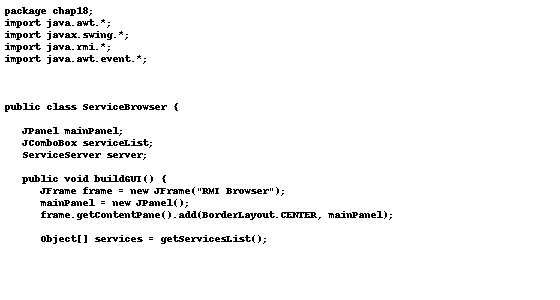 package chap18;
import java.awt.*;
import javax.swing.*;
import java.rmi.*;
import java.awt.event.*;
public class ServiceBrowser {
JPanel mainPanel;
JComboBox serviceList;
ServiceServer server;
public void buildGUI() {
JFrame frame = new JFrame("RMI Browser");
mainPanel = new JPanel();
frame.getContentPane().add(BorderLayout.CENTER, mainPanel);
Object[] services = getServicesList();